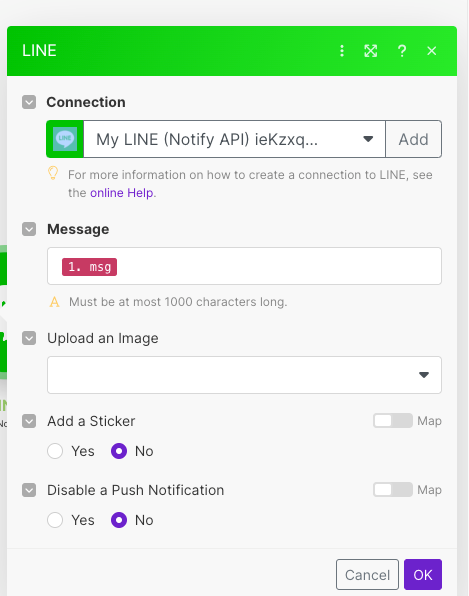 LINE
Connection
My LINE (Notify API) ieKzxq...
Add
For more information on how to create a connection to LINE, see
the online Help.
Message
1. msg
Must be at most 1000 characters long.
Upload an Image
Add a Sticker
Map
Yes
No
Disable a Push Notification
Map
Yes
No
Cancel
OK